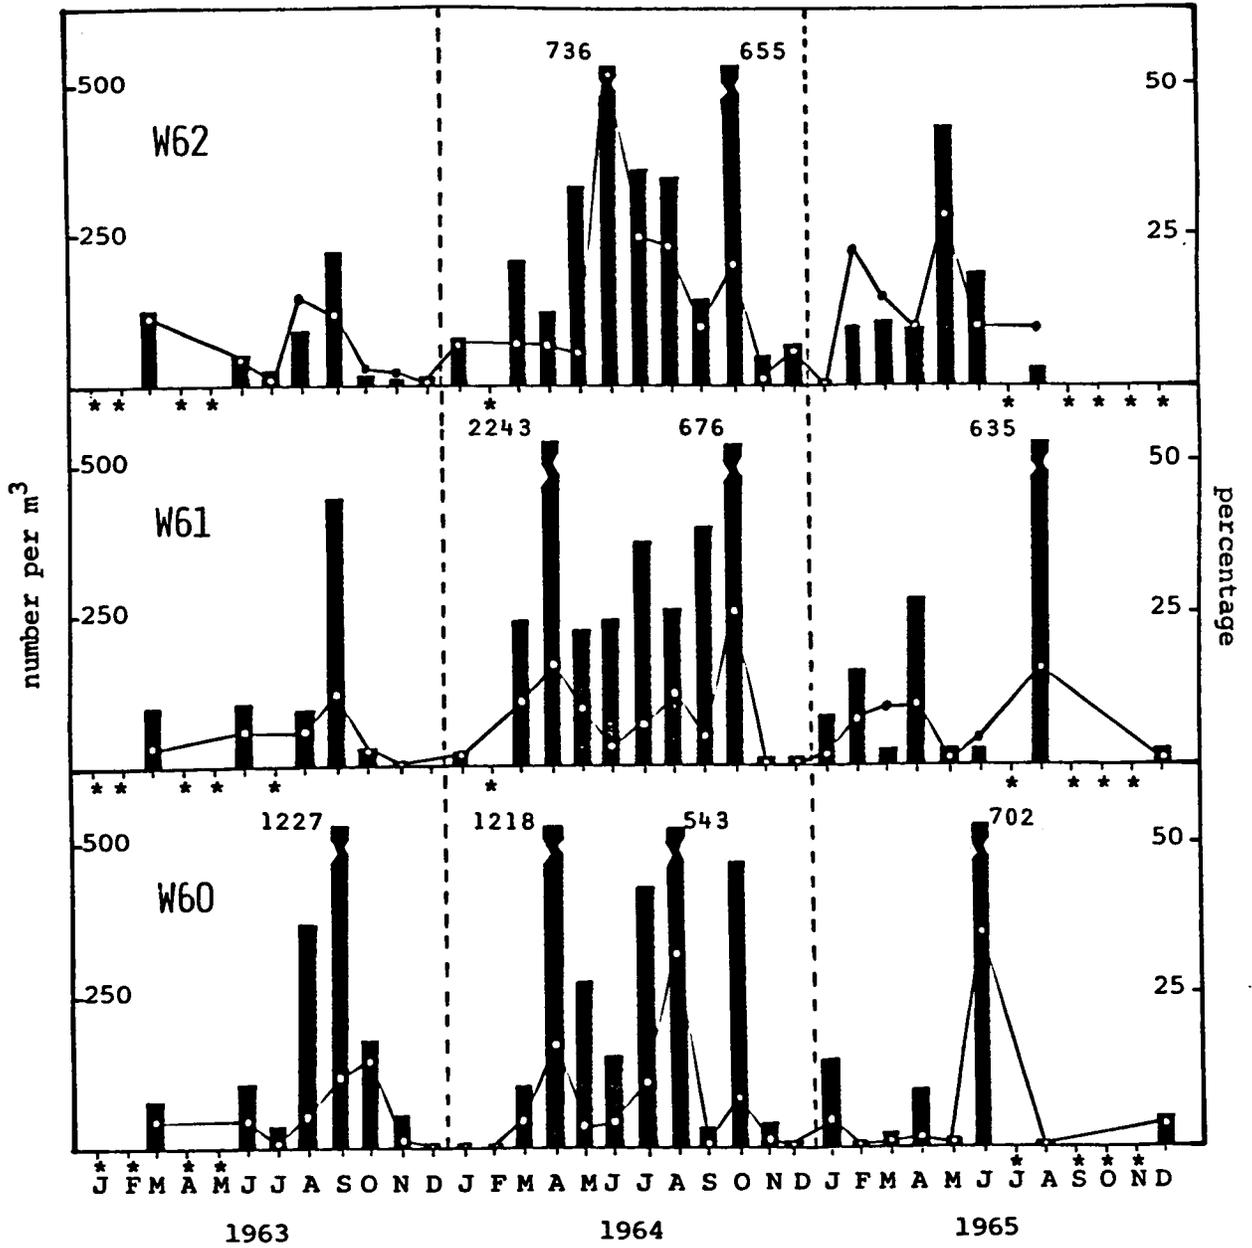 736 655
500 50
W62
250 25
* * * * * * * * * *
2243 676 635
500 50
W61
250 25
* * * * * * * * * *
1227 1218 543 702
500 50
W60
250 25
* * * * * * * *
J F M A M J J A S O N D J F M A M J J A S O N D J F M A M J J A S O N D
1963 1964 1965
number per m³
percentage